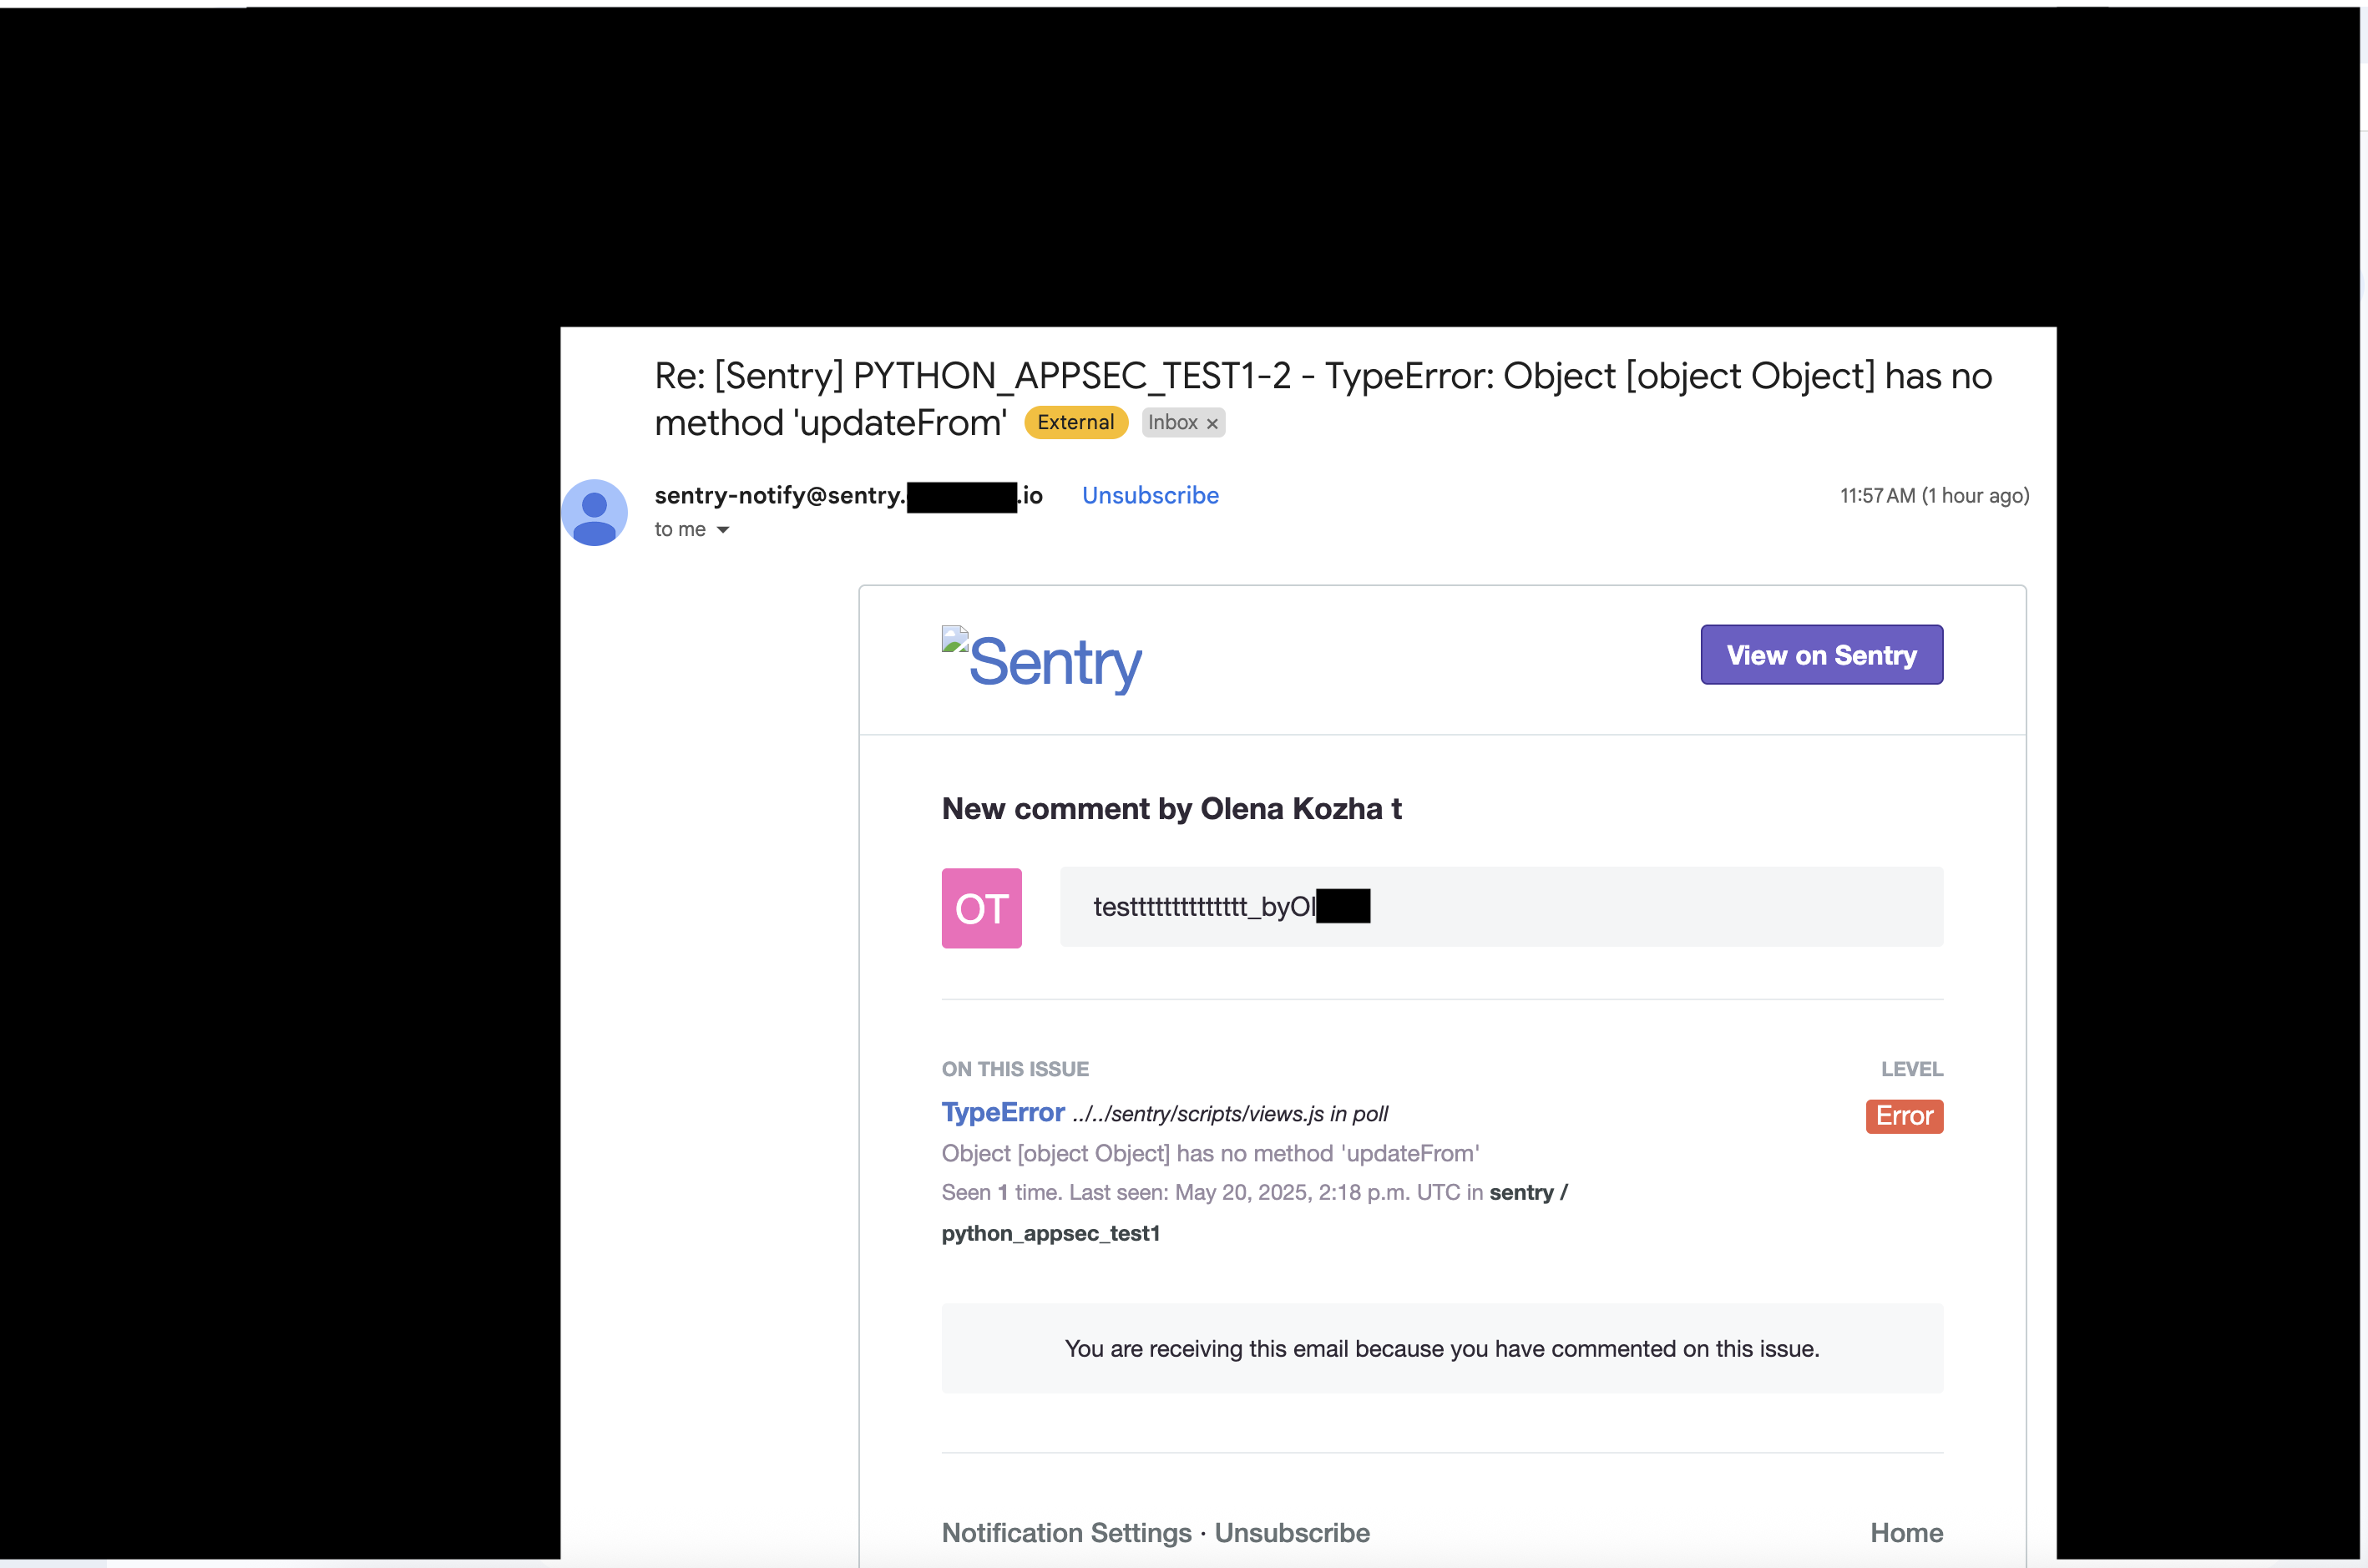 Re: [Sentry] PYTHON_APPSEC_TEST1-2 - TypeError: Object [object Object] has no
method 'updateFrom' External Inbox ×
sentry-notify@sentry. .io Unsubscribe 11:57 AM (1 hour ago)
to me
Sentry View on Sentry
New comment by Olena Kozha t
OT testtttttttttttttt_byOl
ON THIS ISSUE LEVEL
TypeError ../../sentry/scripts/views.js in poll Error
Object [object Object] has no method 'updateFrom'
Seen 1 time. Last seen: May 20, 2025, 2:18 p.m. UTC in sentry /
python_appsec_test1
You are receiving this email because you have commented on this issue.
Notification Settings · Unsubscribe Home